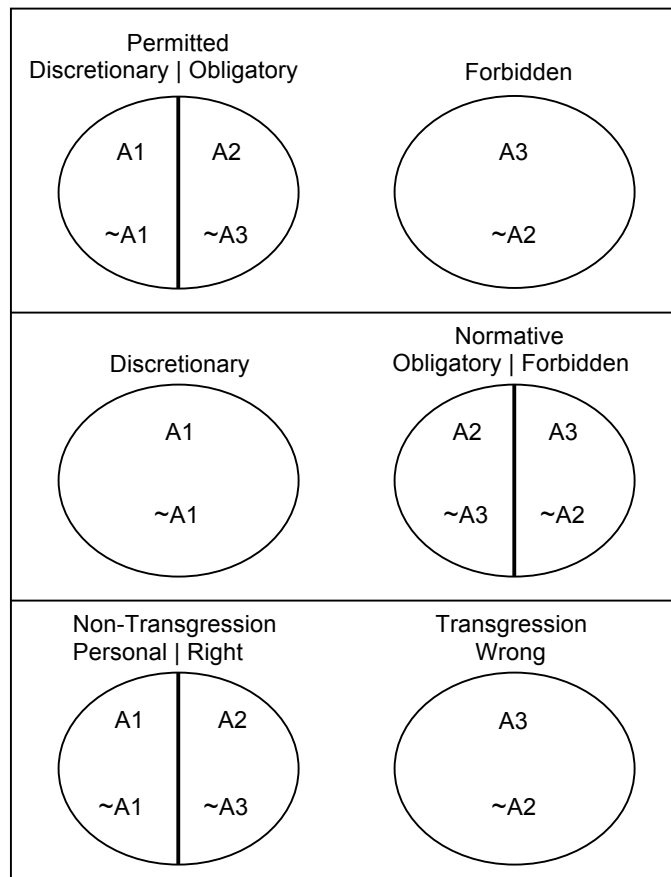 Permitted
Discretionary | Obligatory
Forbidden
A1 A2
~A1 ~A3
A3
~A2
Discretionary
Normative
Obligatory | Forbidden
A1
~A1
A2 A3
~A3 ~A2
Non-Transgression
Personal | Right
Transgression
Wrong
A1 A2
~A1 ~A3
A3
~A2